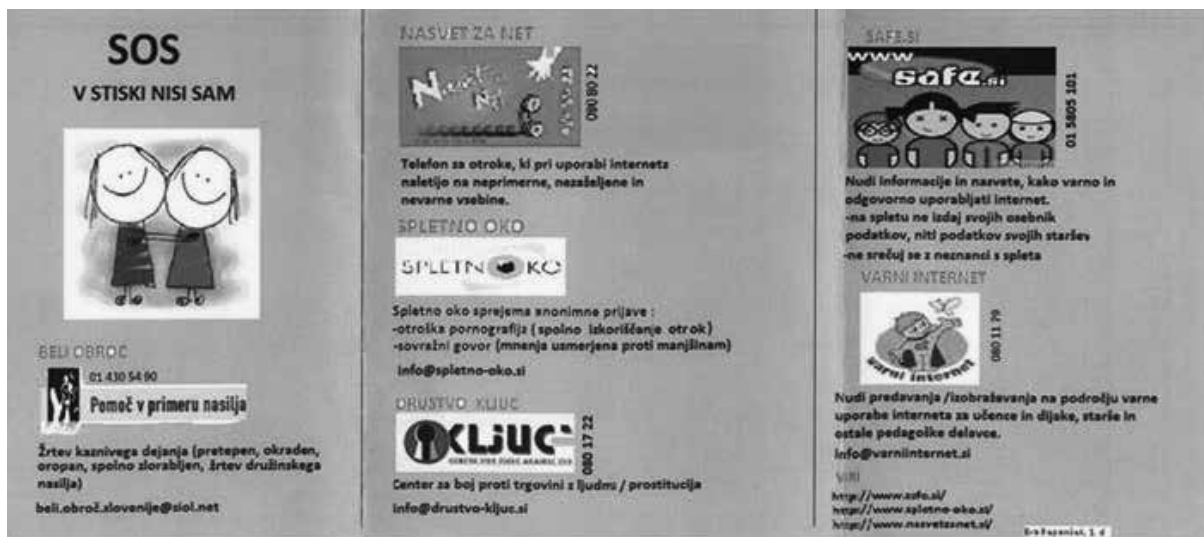 SOS
V STISKI NISI SAM
BELI OBROČ
01 430 54 90
Pomoč v primeru nasilja
Žrtev kaznivega dejanja (pretepen, okraden,
oropan, spolno zlorabljen, žrtev družinskega
nasilja)
beli.obroč.slovenije@siol.net
NASVET ZA NET
080 80 22
Telefon za otroke, ki pri uporabi interneta
naletijo na neprimerne, nezaželjene in
nevarne vsebine.
SPLETNO OKO
SPLETN KO
Spletno oko sprejema anonimne prijave :
-otroška pornografija ( spolno izkoriščanje otrok)
-sovražni govor (mnenja usmerjena proti manjšinam)
info@spletno-oko.si
DRUSTVO KLJUC
KLJUČ
080 17 22
Center za boj proti trgovini z ljudmi / prostitucija
info@drustvo-kljuc.si
SAFE.SI
www
safe.si
01 5805 101
Nudi informacije in nasvete, kako varno in
odgovorno uporabljati internet.
-na spletu ne izdaj svojih osebnik
podatkov, niti podatkov svojih staršev
-ne srečuj se z neznanci s spleta
VARNI INTERNET
varni internet
080 11 79
Nudi predavanja /izobraževanja na področju varne
uporabe interneta za učence in dijake, starše in
ostale pedagoške delavce.
info@varniinternet.si
VIRI
http://www.safe.si/
http://www.spletno-oko.si/
http://www.nasvetzanet.si/